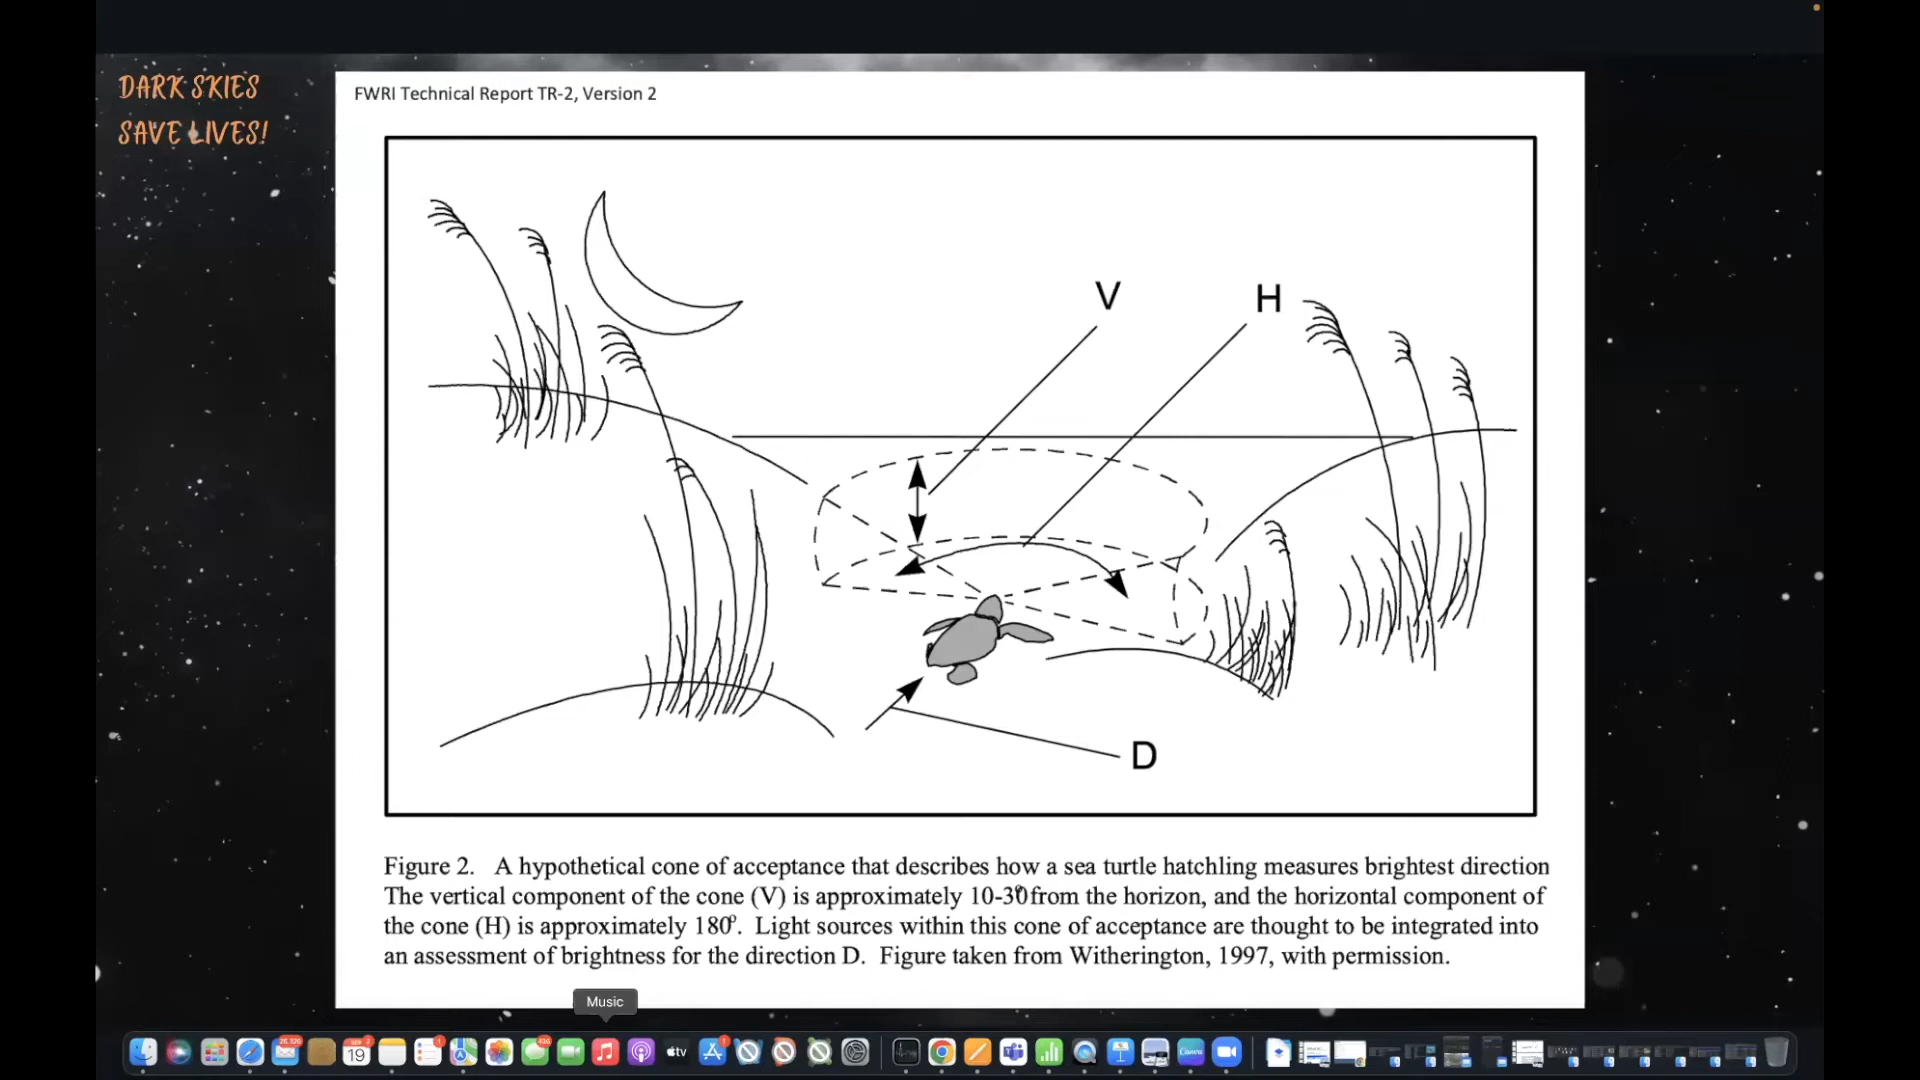 DARK SKIES
SAVE LIVES!
FWRI Technical Report TR-2, Version 2
V
H
D
Figure 2. A hypothetical cone of acceptance that describes how a sea turtle hatchling measures brightest direction
The vertical component of the cone (V) is approximately 10-30° from the horizon, and the horizontal component of
the cone (H) is approximately 180°. Light sources within this cone of acceptance are thought to be integrated into
an assessment of brightness for the direction D. Figure taken from Witherington, 1997, with permission.
Music
19
tv
Canva